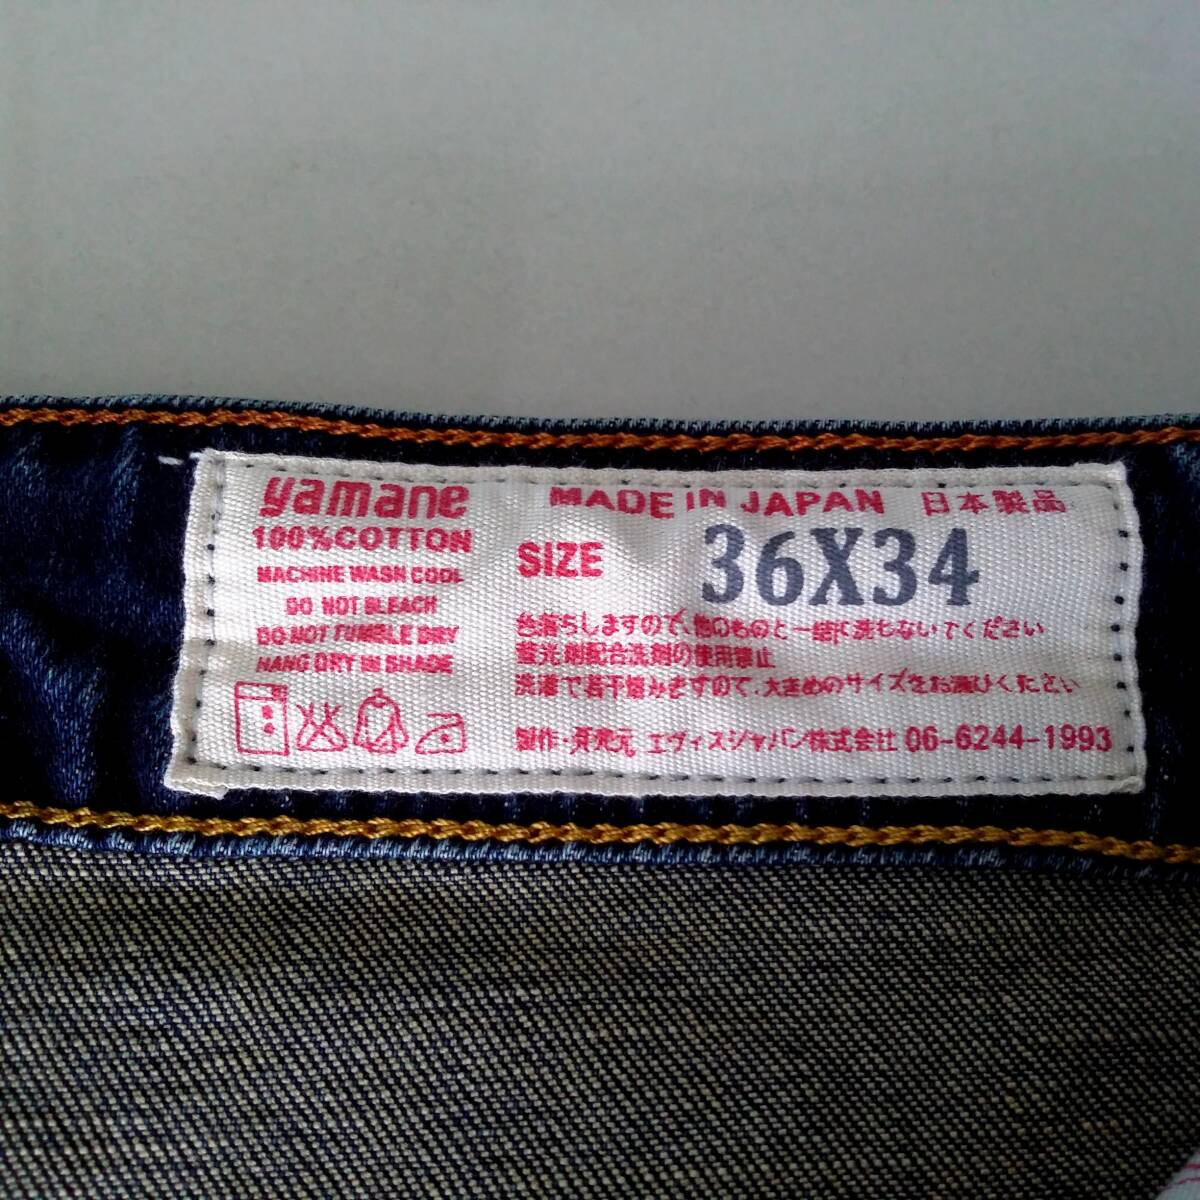 yamane
100%COTTON
MACHINE WASH COOL
DO NOT BLEACH
DO NOT TUMBLE DRY
HANG DRY IN SHADE
MADE IN JAPAN 日本製品
SIZE 36X34
色落ちしますので、他のものと一緒に洗わないでください
蛍光剤配合洗剤の使用禁止
洗濯で若干縮みますので、大きめのサイズをお選びください
製作・発売元 エヴィスジャパン株式会社 06-6244-1993